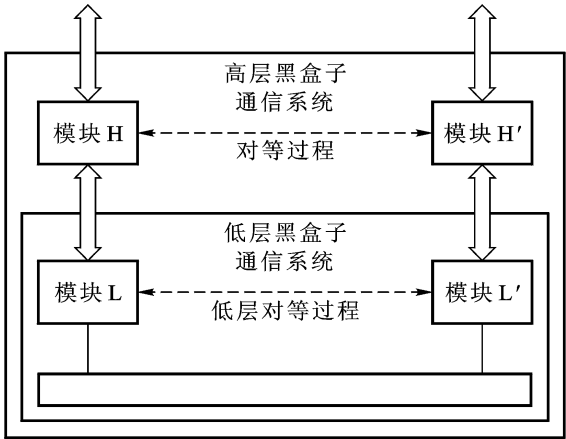 高层黑盒子
通信系统
模块 H
模块 H′
对等过程
低层黑盒子
通信系统
模块 L
模块 L′
低层对等过程